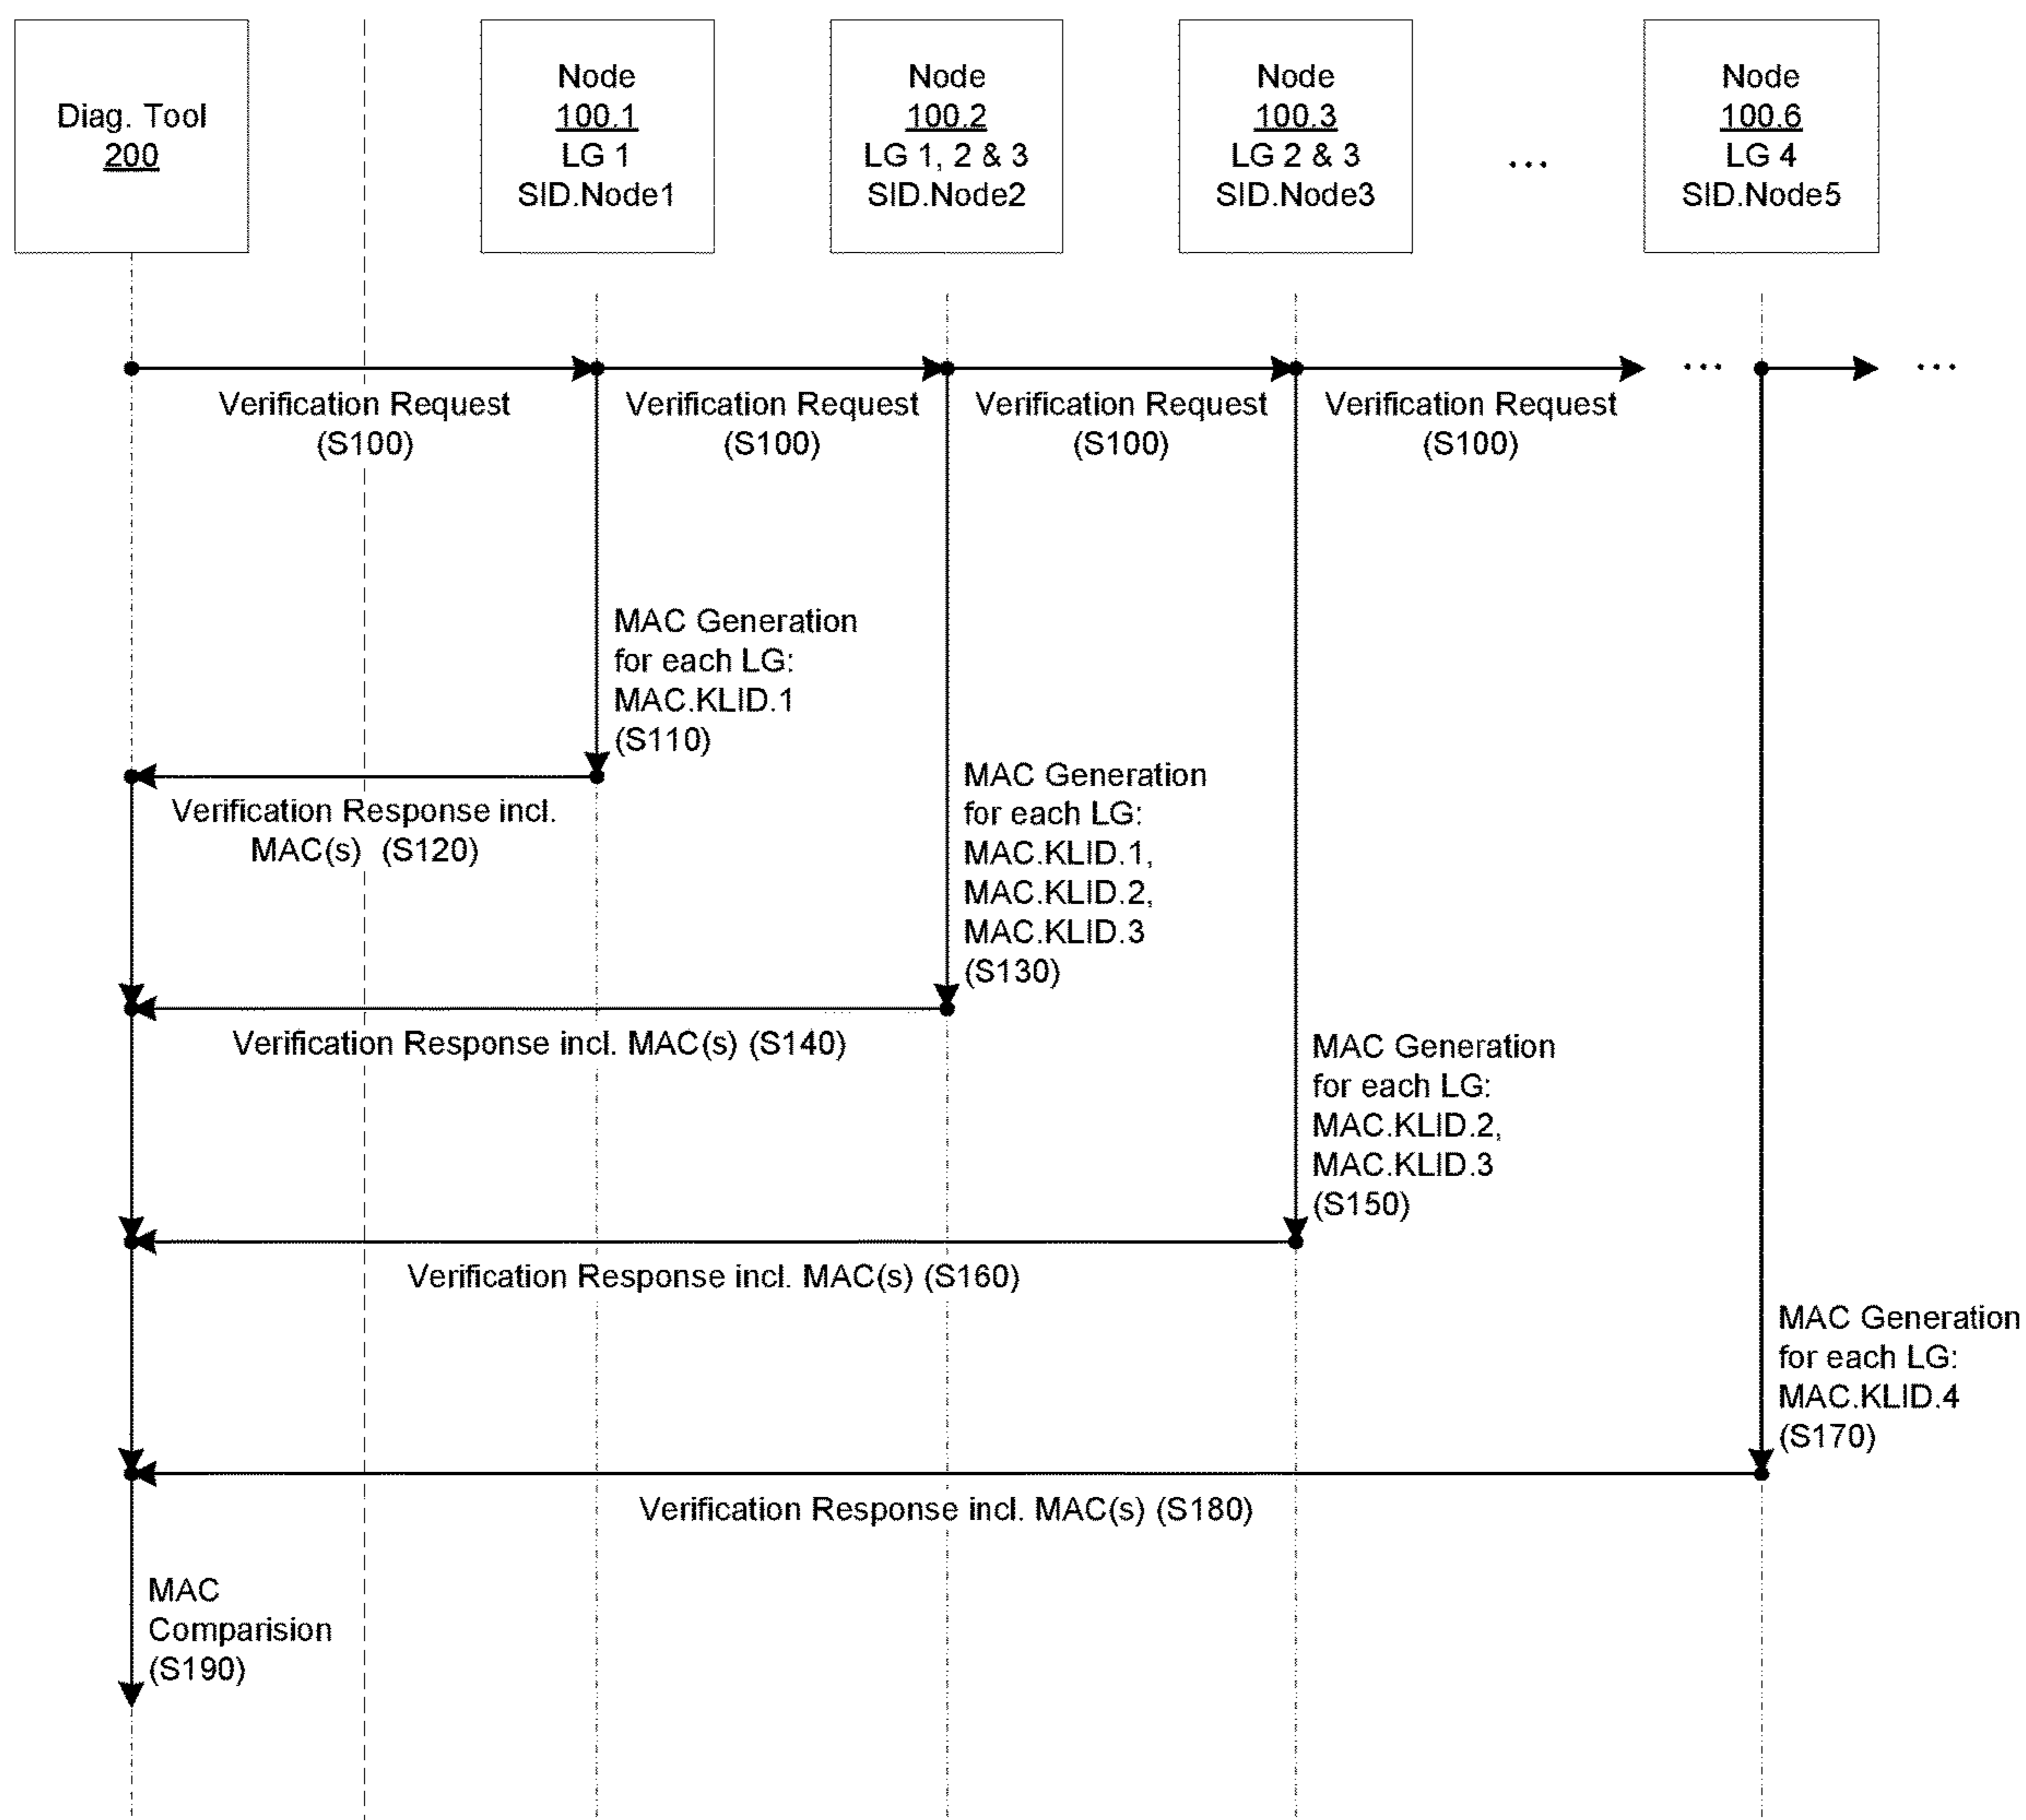 Diag. Tool
200
Node
100.1
LG 1
SID.Node1
Node
100.2
LG 1, 2 & 3
SID.Node2
Node
100.3
LG 2 & 3
SID.Node3
...
Node
100.6
LG 4
SID.Node5
Verification Request
(S100)
Verification Request
(S100)
Verification Request
(S100)
Verification Request
(S100)
...
...
MAC Generation
for each LG:
MAC.KLID.1
(S110)
Verification Response incl.
MAC(s) (S120)
MAC Generation
for each LG:
MAC.KLID.1,
MAC.KLID.2,
MAC.KLID.3
(S130)
Verification Response incl. MAC(s) (S140)
MAC Generation
for each LG:
MAC.KLID.2,
MAC.KLID.3
(S150)
Verification Response incl. MAC(s) (S160)
MAC Generation
for each LG:
MAC.KLID.4
(S170)
Verification Response incl. MAC(s) (S180)
MAC
Comparision
(S190)